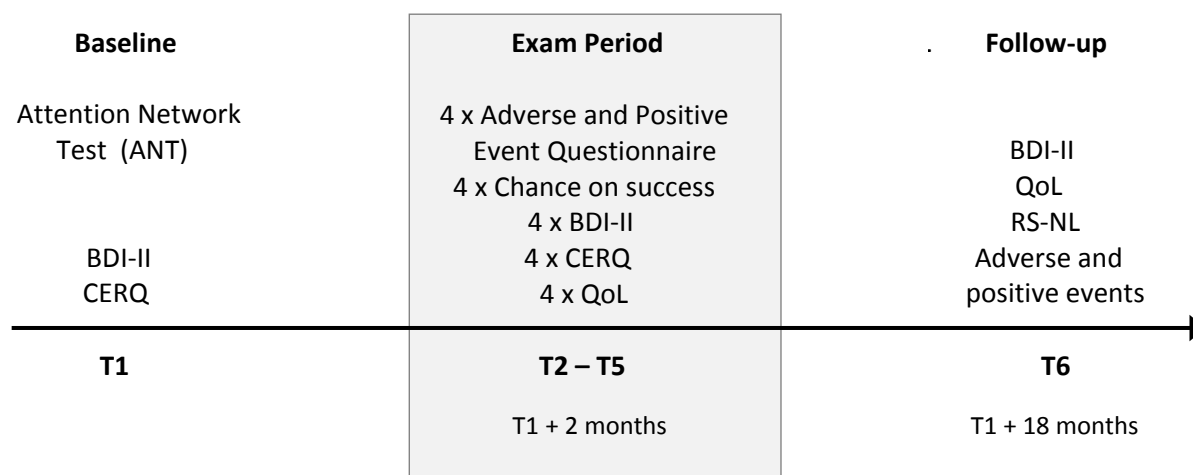 Baseline
Attention Network
Test (ANT)
BDI-II
CERQ
T1
Exam Period
4 x Adverse and Positive
Event Questionnaire
4 x Chance on success
4 x BDI-II
4 x CERQ
4 x QoL
T2 – T5
T1 + 2 months
. Follow-up
BDI-II
QoL
RS-NL
Adverse and
positive events
T6
T1 + 18 months